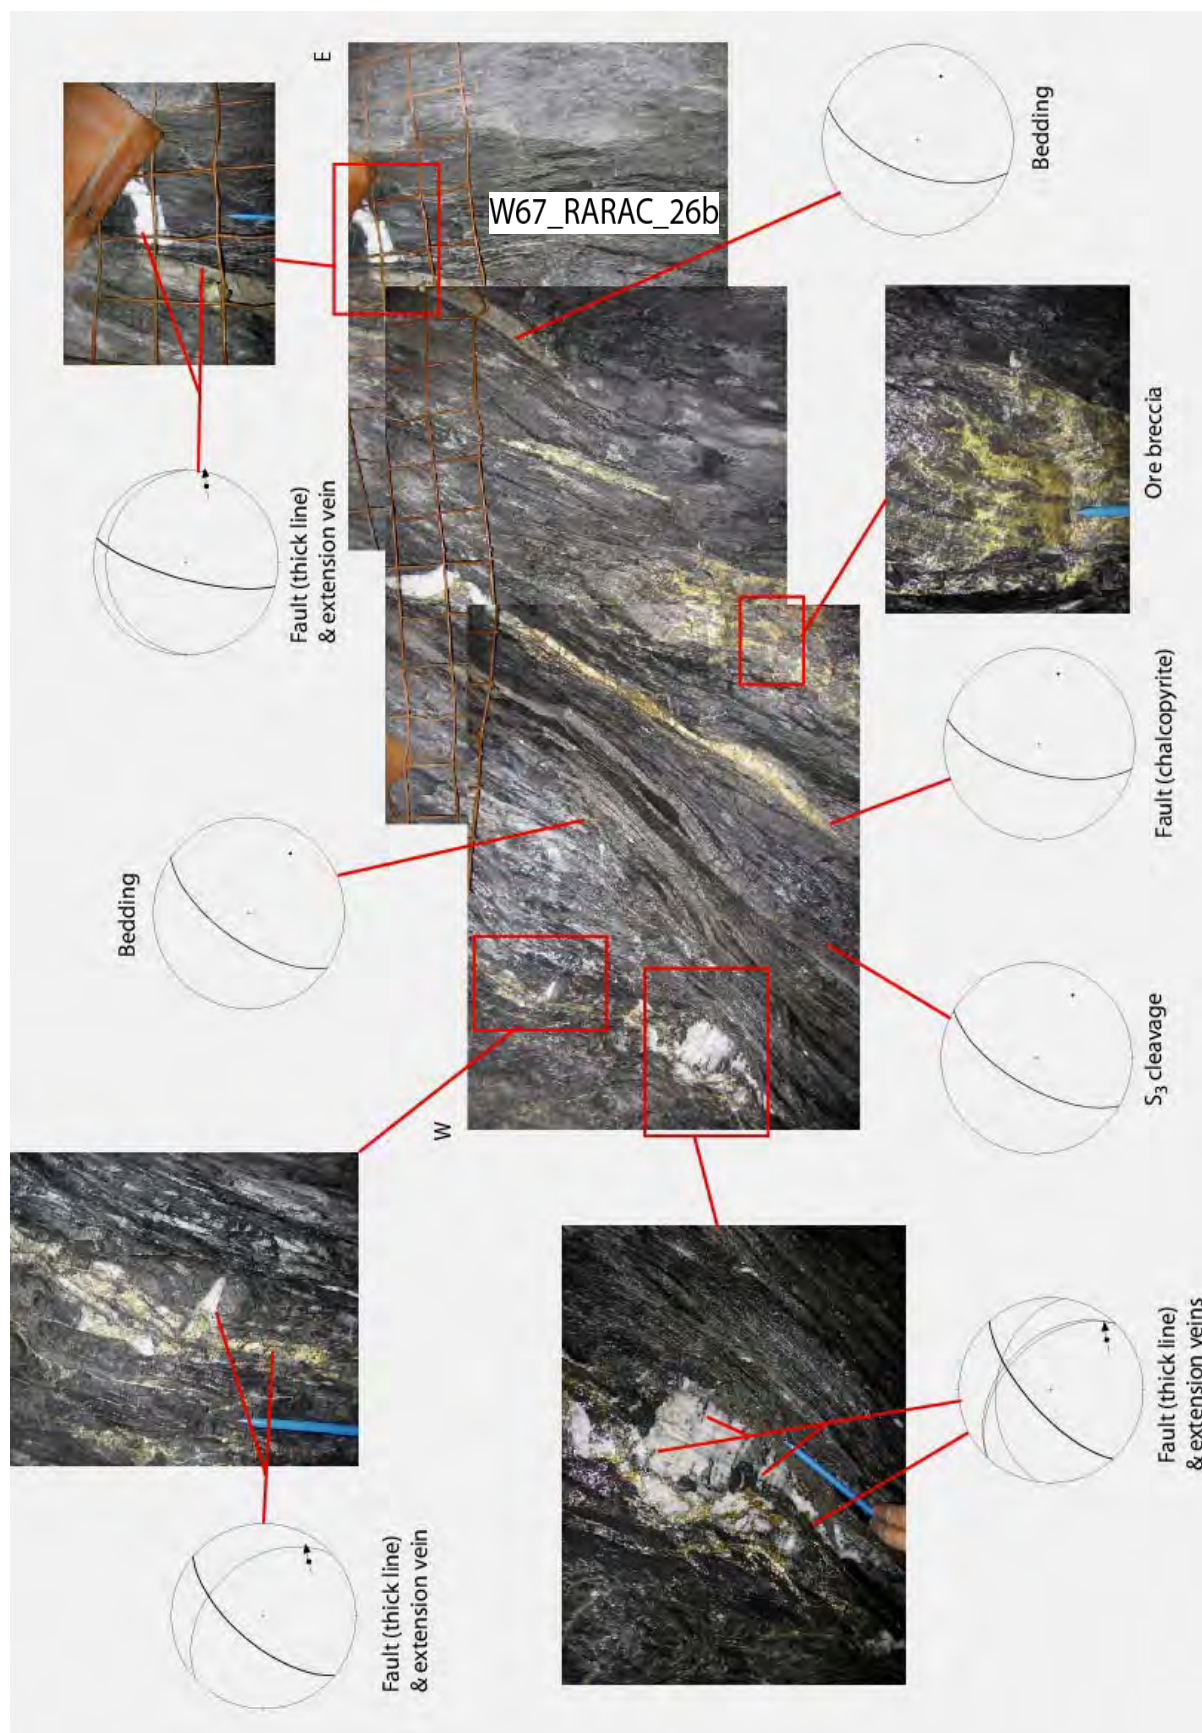 E
W67_RARAC_26b
Bedding
Ore breccia
Fault (thick line)
& extension vein
Fault (chalcopyrite)
Bedding
S₃ cleavage
W
Fault (thick line)
& extension vein
Fault (thick line)
& extension veins